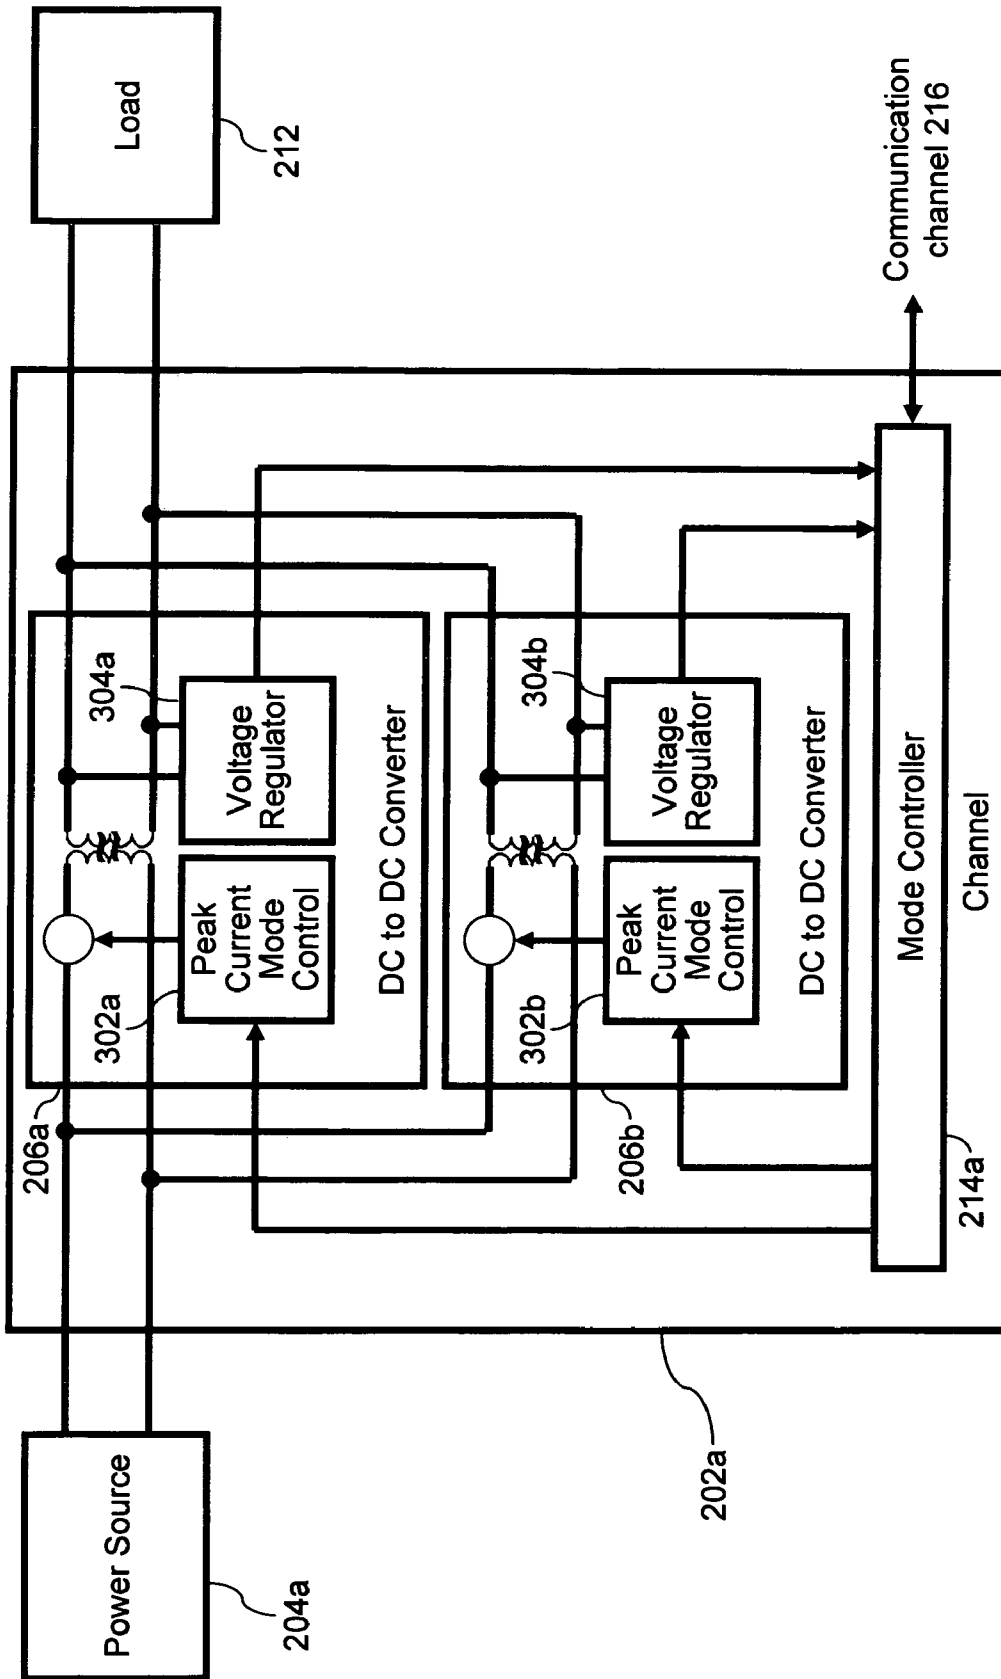 Power Source
204a
Load
212
206a
302a
Peak
Current
Mode
Control
304a
Voltage
Regulator
DC to DC Converter
206b
302b
Peak
Current
Mode
Control
304b
Voltage
Regulator
DC to DC Converter
Mode Controller
214a
Channel
202a
Communication
channel 216